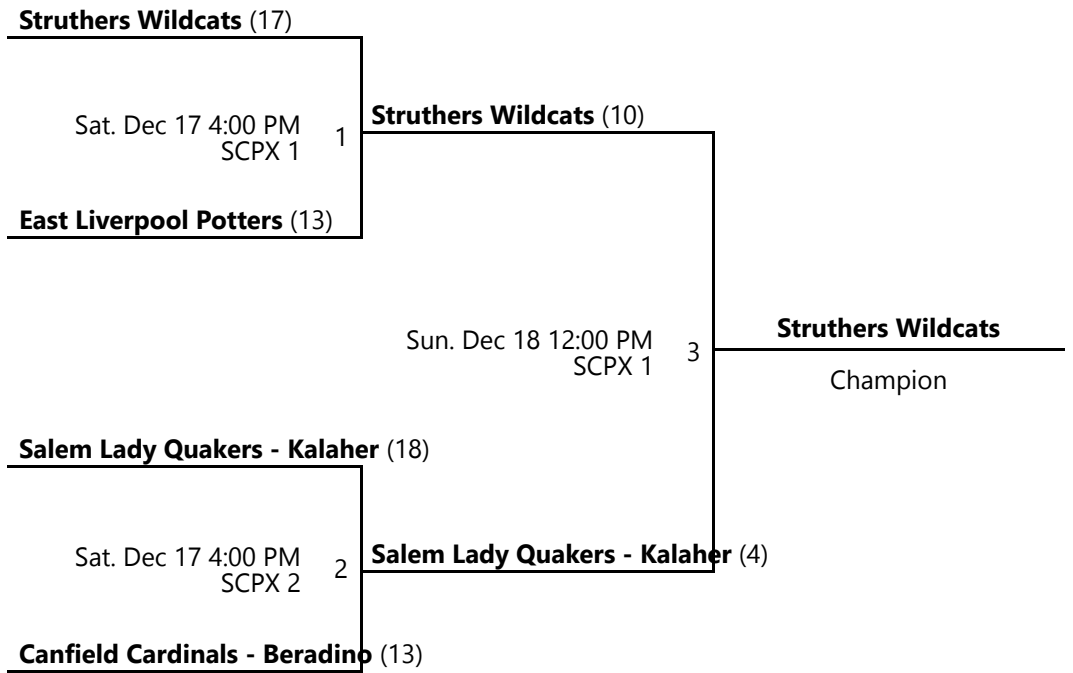 Struthers Wildcats (17)
Sat. Dec 17 4:00 PM
SCPX 1
1
Struthers Wildcats (10)
East Liverpool Potters (13)
Sun. Dec 18 12:00 PM
SCPX 1
3
Struthers Wildcats
Champion
Salem Lady Quakers - Kalaher (18)
Sat. Dec 17 4:00 PM
SCPX 2
2
Salem Lady Quakers - Kalaher (4)
Canfield Cardinals - Beradino (13)